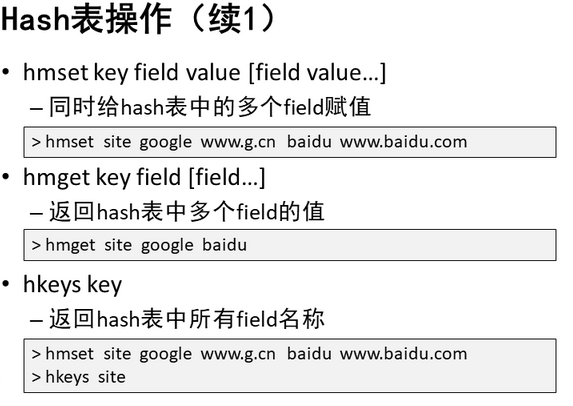 Hash表操作（续1）
• hmset key field value [field value…]
– 同时给hash表中的多个field赋值
> hmset site google www.g.cn baidu www.baidu.com
• hmget key field [field…]
– 返回hash表中多个field的值
> hmget site google baidu
• hkeys key
– 返回hash表中所有field名称
> hmset site google www.g.cn baidu www.baidu.com
> hkeys site